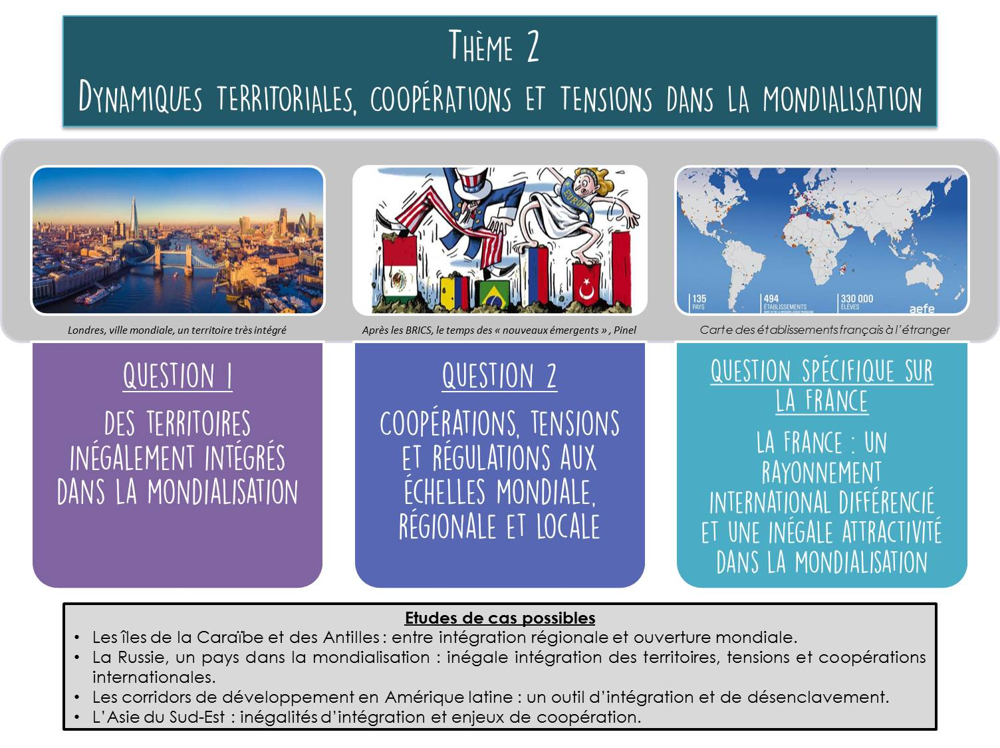 Thème 2
Dynamiques territoriales, coopérations et tensions dans la mondialisation
EUROPE
135
PAYS
494
ÉTABLISSEMENTS
330 000
ÉLÈVES
aefe
Londres, ville mondiale, un territoire très intégré
Après les BRICS, le temps des « nouveaux émergents » , Pinel
Carte des établissements français à l’étranger
QUESTION 1
DES TERRITOIRES
INÉGALEMENT INTÉGRÉS
DANS LA MONDIALISATION
QUESTION 2
COOPÉRATIONS, TENSIONS
ET RÉGULATIONS AUX
ÉCHELLES MONDIALE,
RÉGIONALE ET LOCALE
QUESTION SPÉCIFIQUE SUR
LA FRANCE
LA FRANCE : UN
RAYONNEMENT
INTERNATIONAL DIFFÉRENCIÉ
ET UNE INÉGALE ATTRACTIVITÉ
DANS LA MONDIALISATION
Etudes de cas possibles
• Les îles de la Caraïbe et des Antilles : entre intégration régionale et ouverture mondiale.
• La Russie, un pays dans la mondialisation : inégale intégration des territoires, tensions et coopérations
internationales.
• Les corridors de développement en Amérique latine : un outil d’intégration et de désenclavement.
• L’Asie du Sud-Est : inégalités d’intégration et enjeux de coopération.